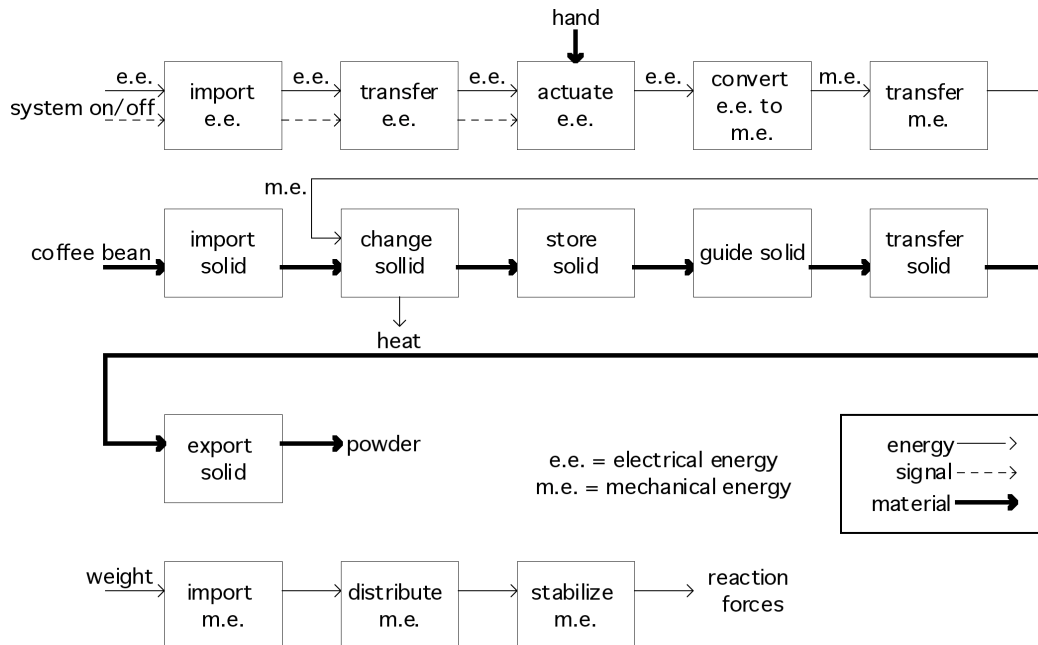 hand
e.e.
e.e.
e.e.
e.e.
m.e.
system on/off
import
e.e.
transfer
e.e.
actuate
e.e.
convert
e.e. to
m.e.
transfer
m.e.
m.e.
coffee bean
import
solid
change
sollid
store
solid
guide solid
transfer
solid
heat
export
solid
powder
e.e. = electrical energy
m.e. = mechanical energy
energy
signal
material
weight
import
m.e.
distribute
m.e.
stabilize
m.e.
reaction
forces